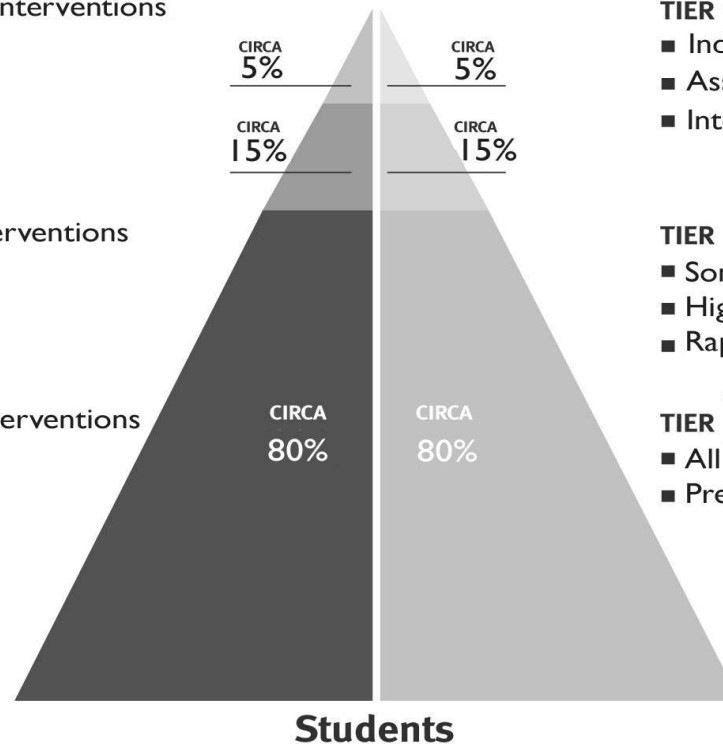 nterventions
CIRCA
5%
CIRCA
15%
erventions
erventions
CIRCA
80%
CIRCA
5%
CIRCA
15%
CIRCA
80%
TIER
■ Inc
■ Ass
■ Int
TIER
■ Son
■ Hig
■ Rap
TIER
■ All
■ Pre
Students